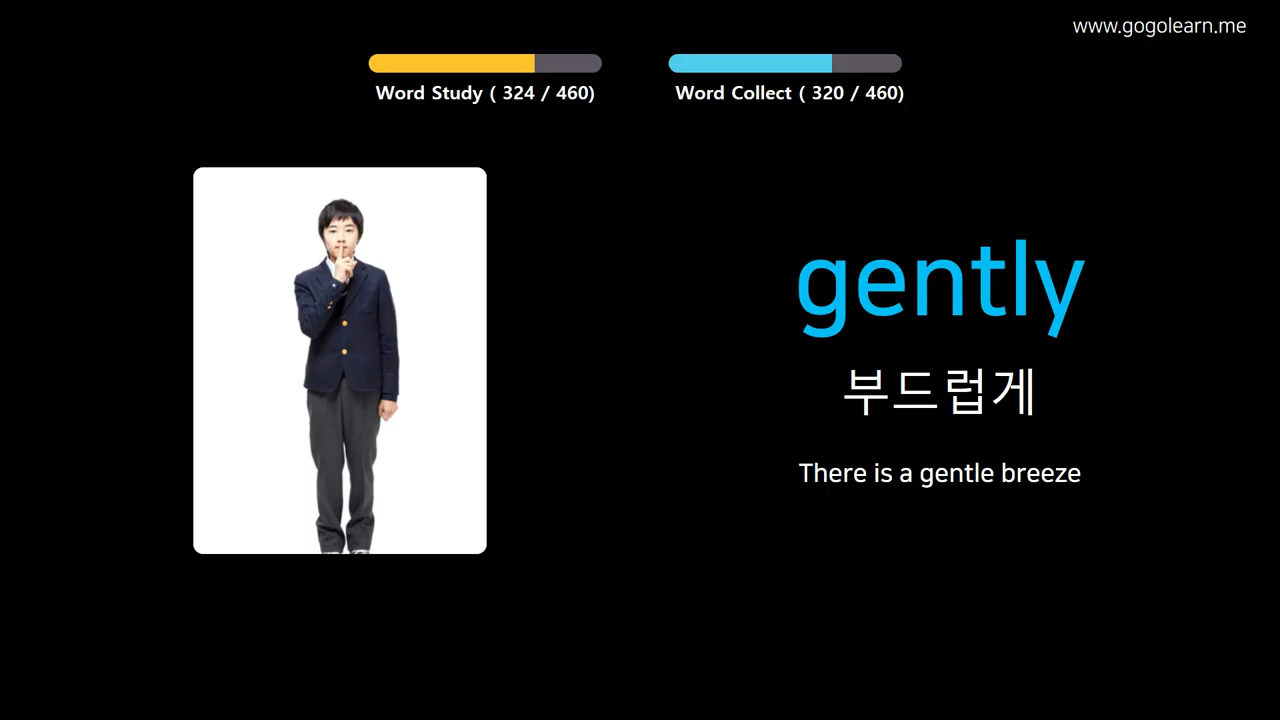 www.gogolearn.me
Word Study ( 324 / 460)
Word Collect ( 320 / 460)
gently
부드럽게
There is a gentle breeze